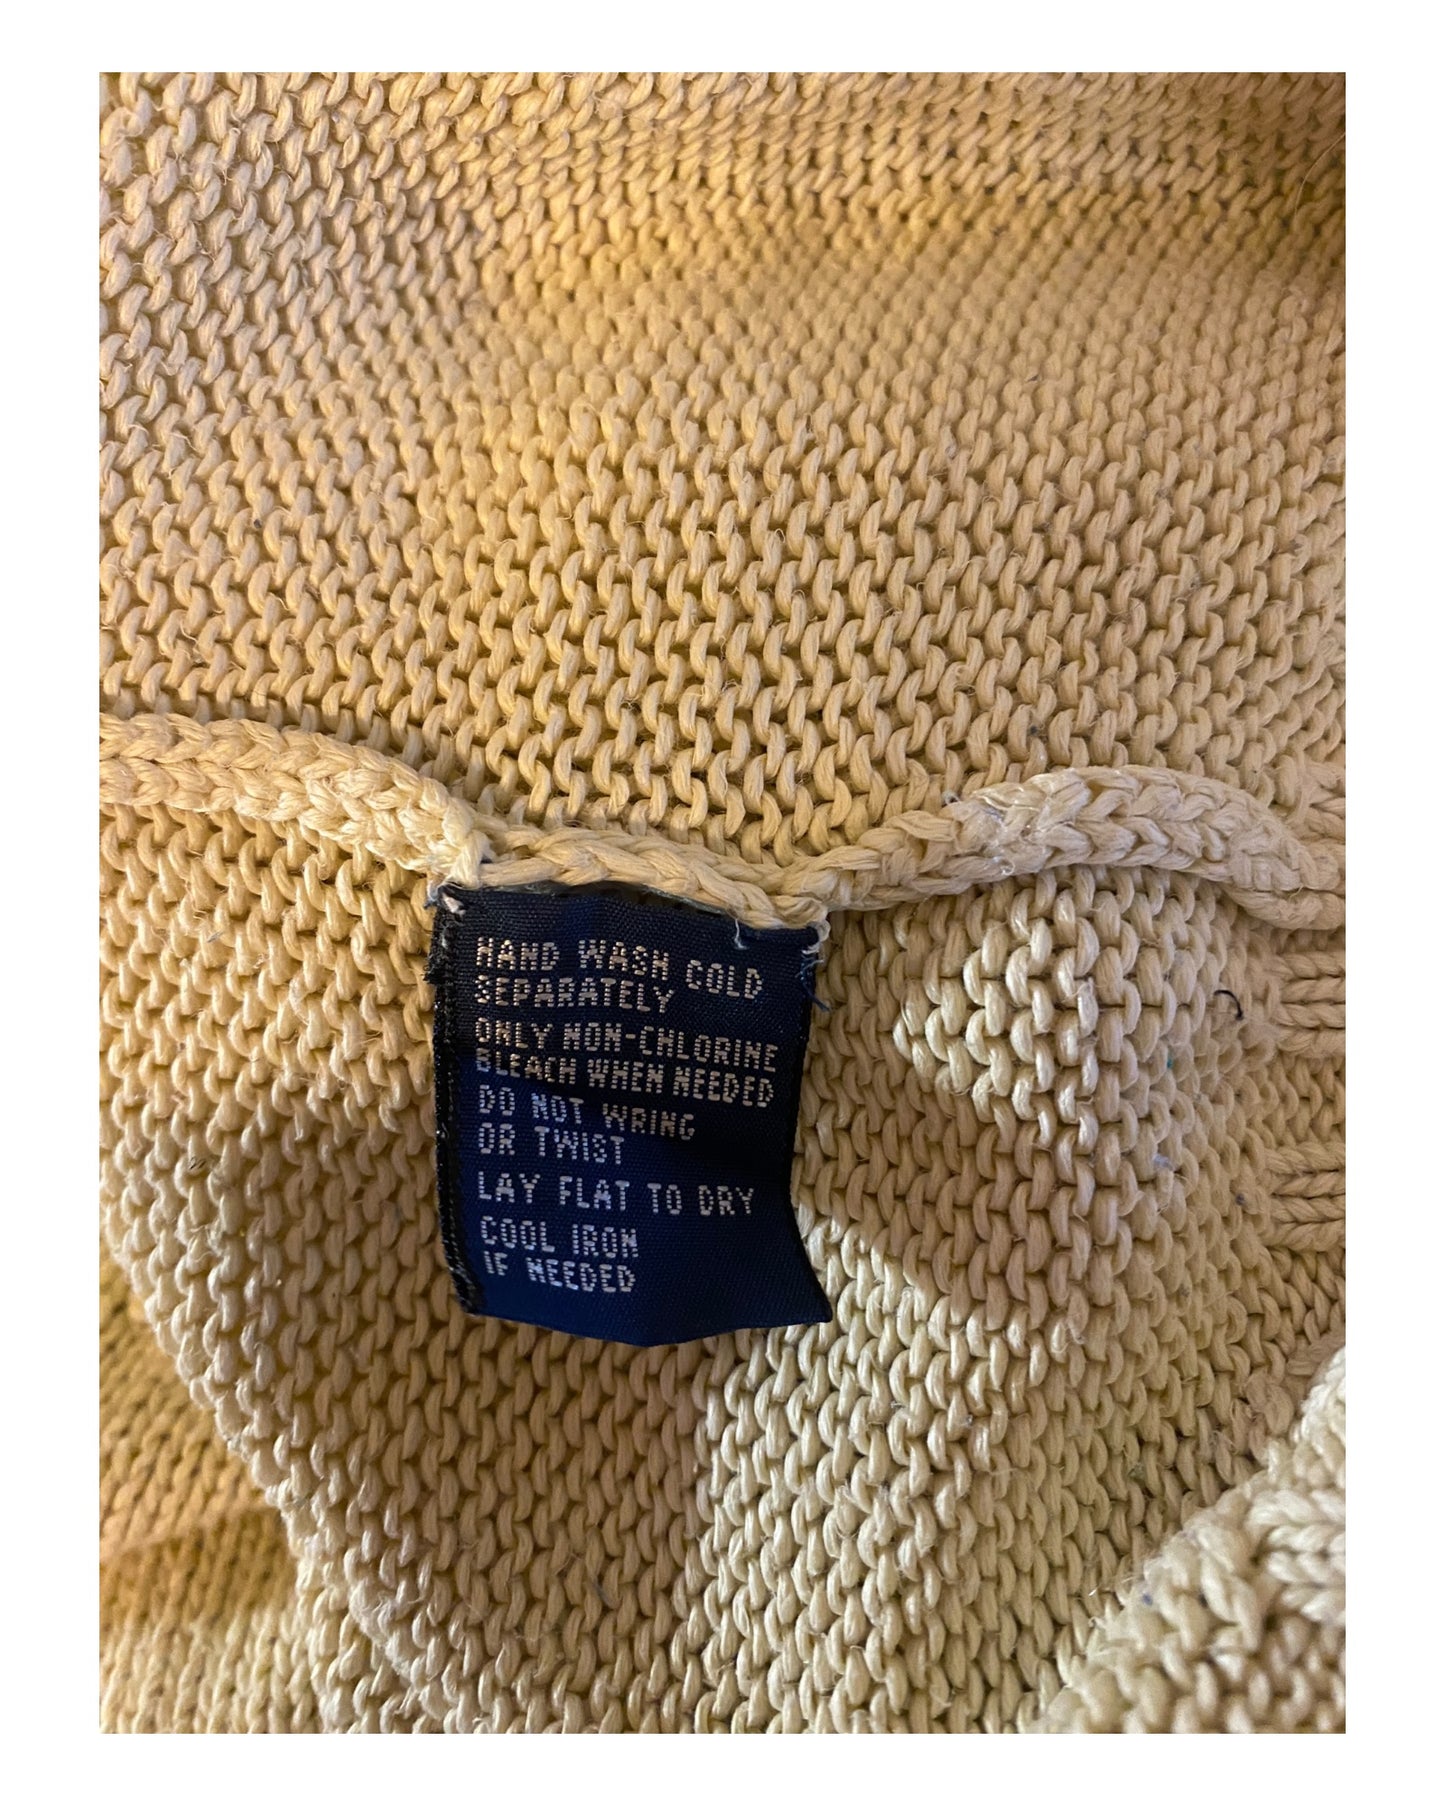 HAND WASH COLD
SEPARATELY
ONLY NON-CHLORINE
BLEACH WHEN NEEDED
DO NOT WRING
OR TWIST
LAY FLAT TO DRY
COOL IRON
IF NEEDED